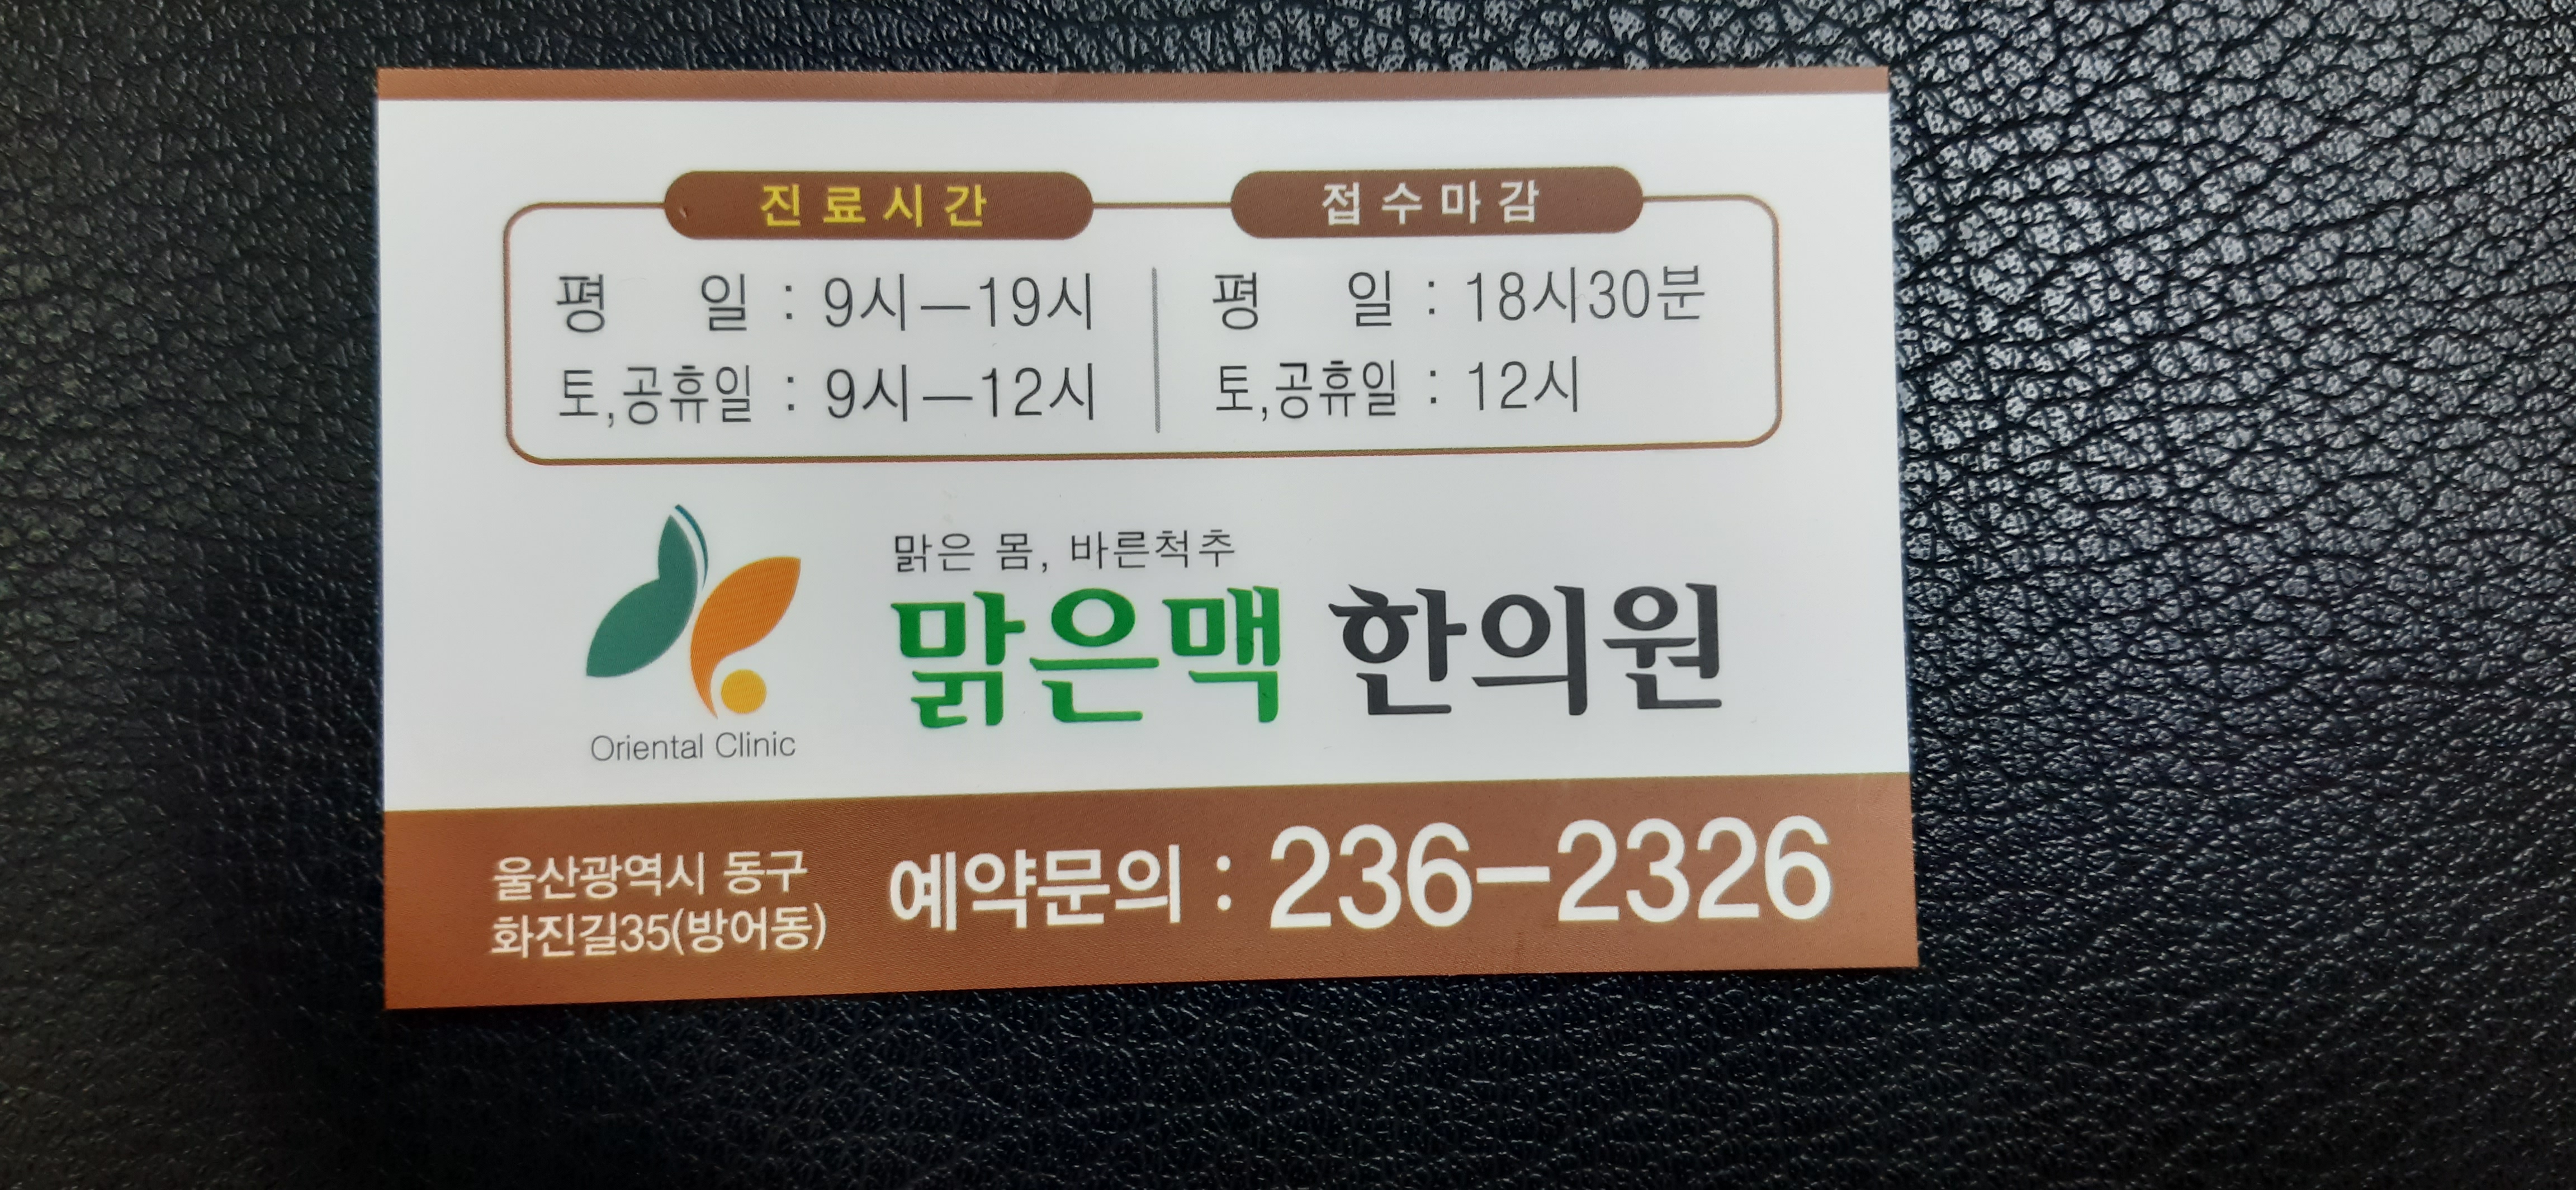 진료시간 접수마감
평 일 : 9시－19시 평 일 : 18시30분
토,공휴일 : 9시－12시 토,공휴일 : 12시
맑은 몸, 바른척추
맑은맥 한의원
Oriental Clinic
울산광역시 동구
화진길35(방어동)
예약문의 : 236-2326